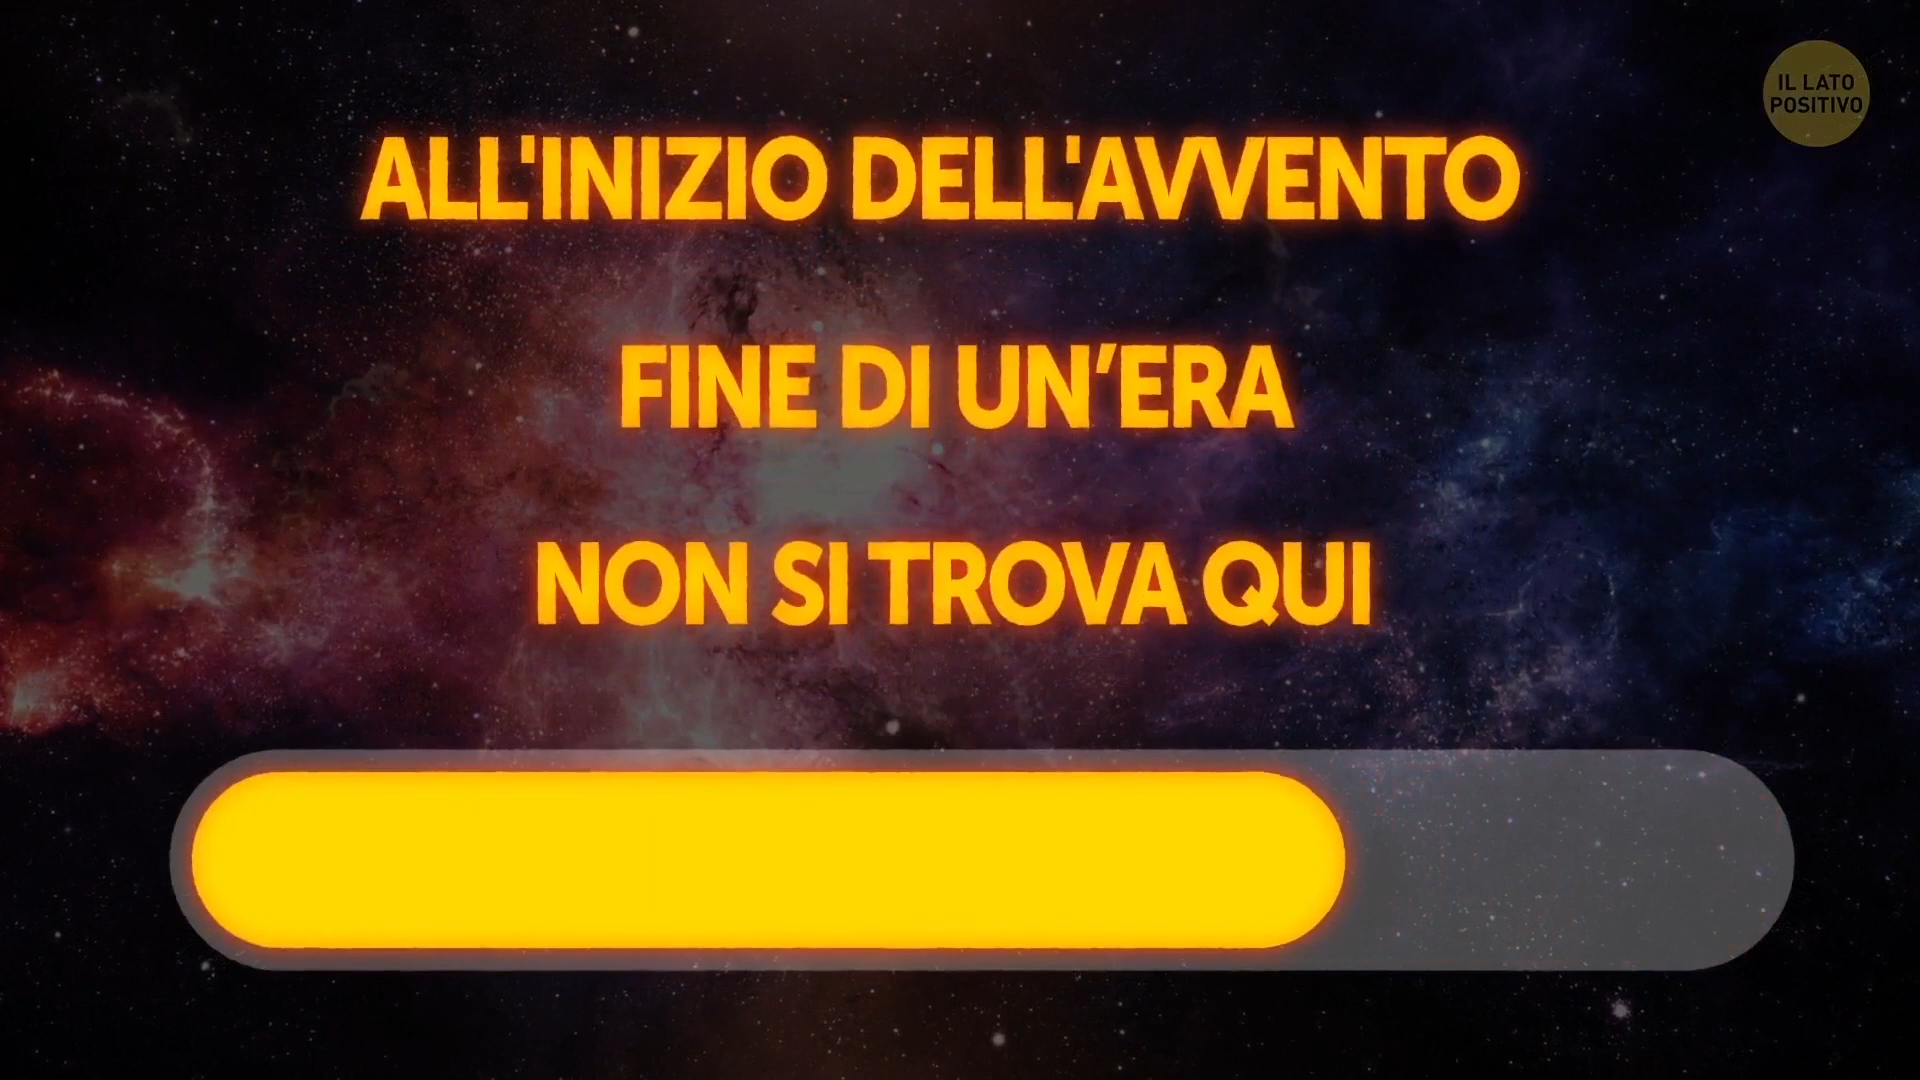 IL LATO
POSITIVO
ALL'INIZIO DELL'AVVENTO
FINE DI UN’ERA
NON SI TROVA QUI